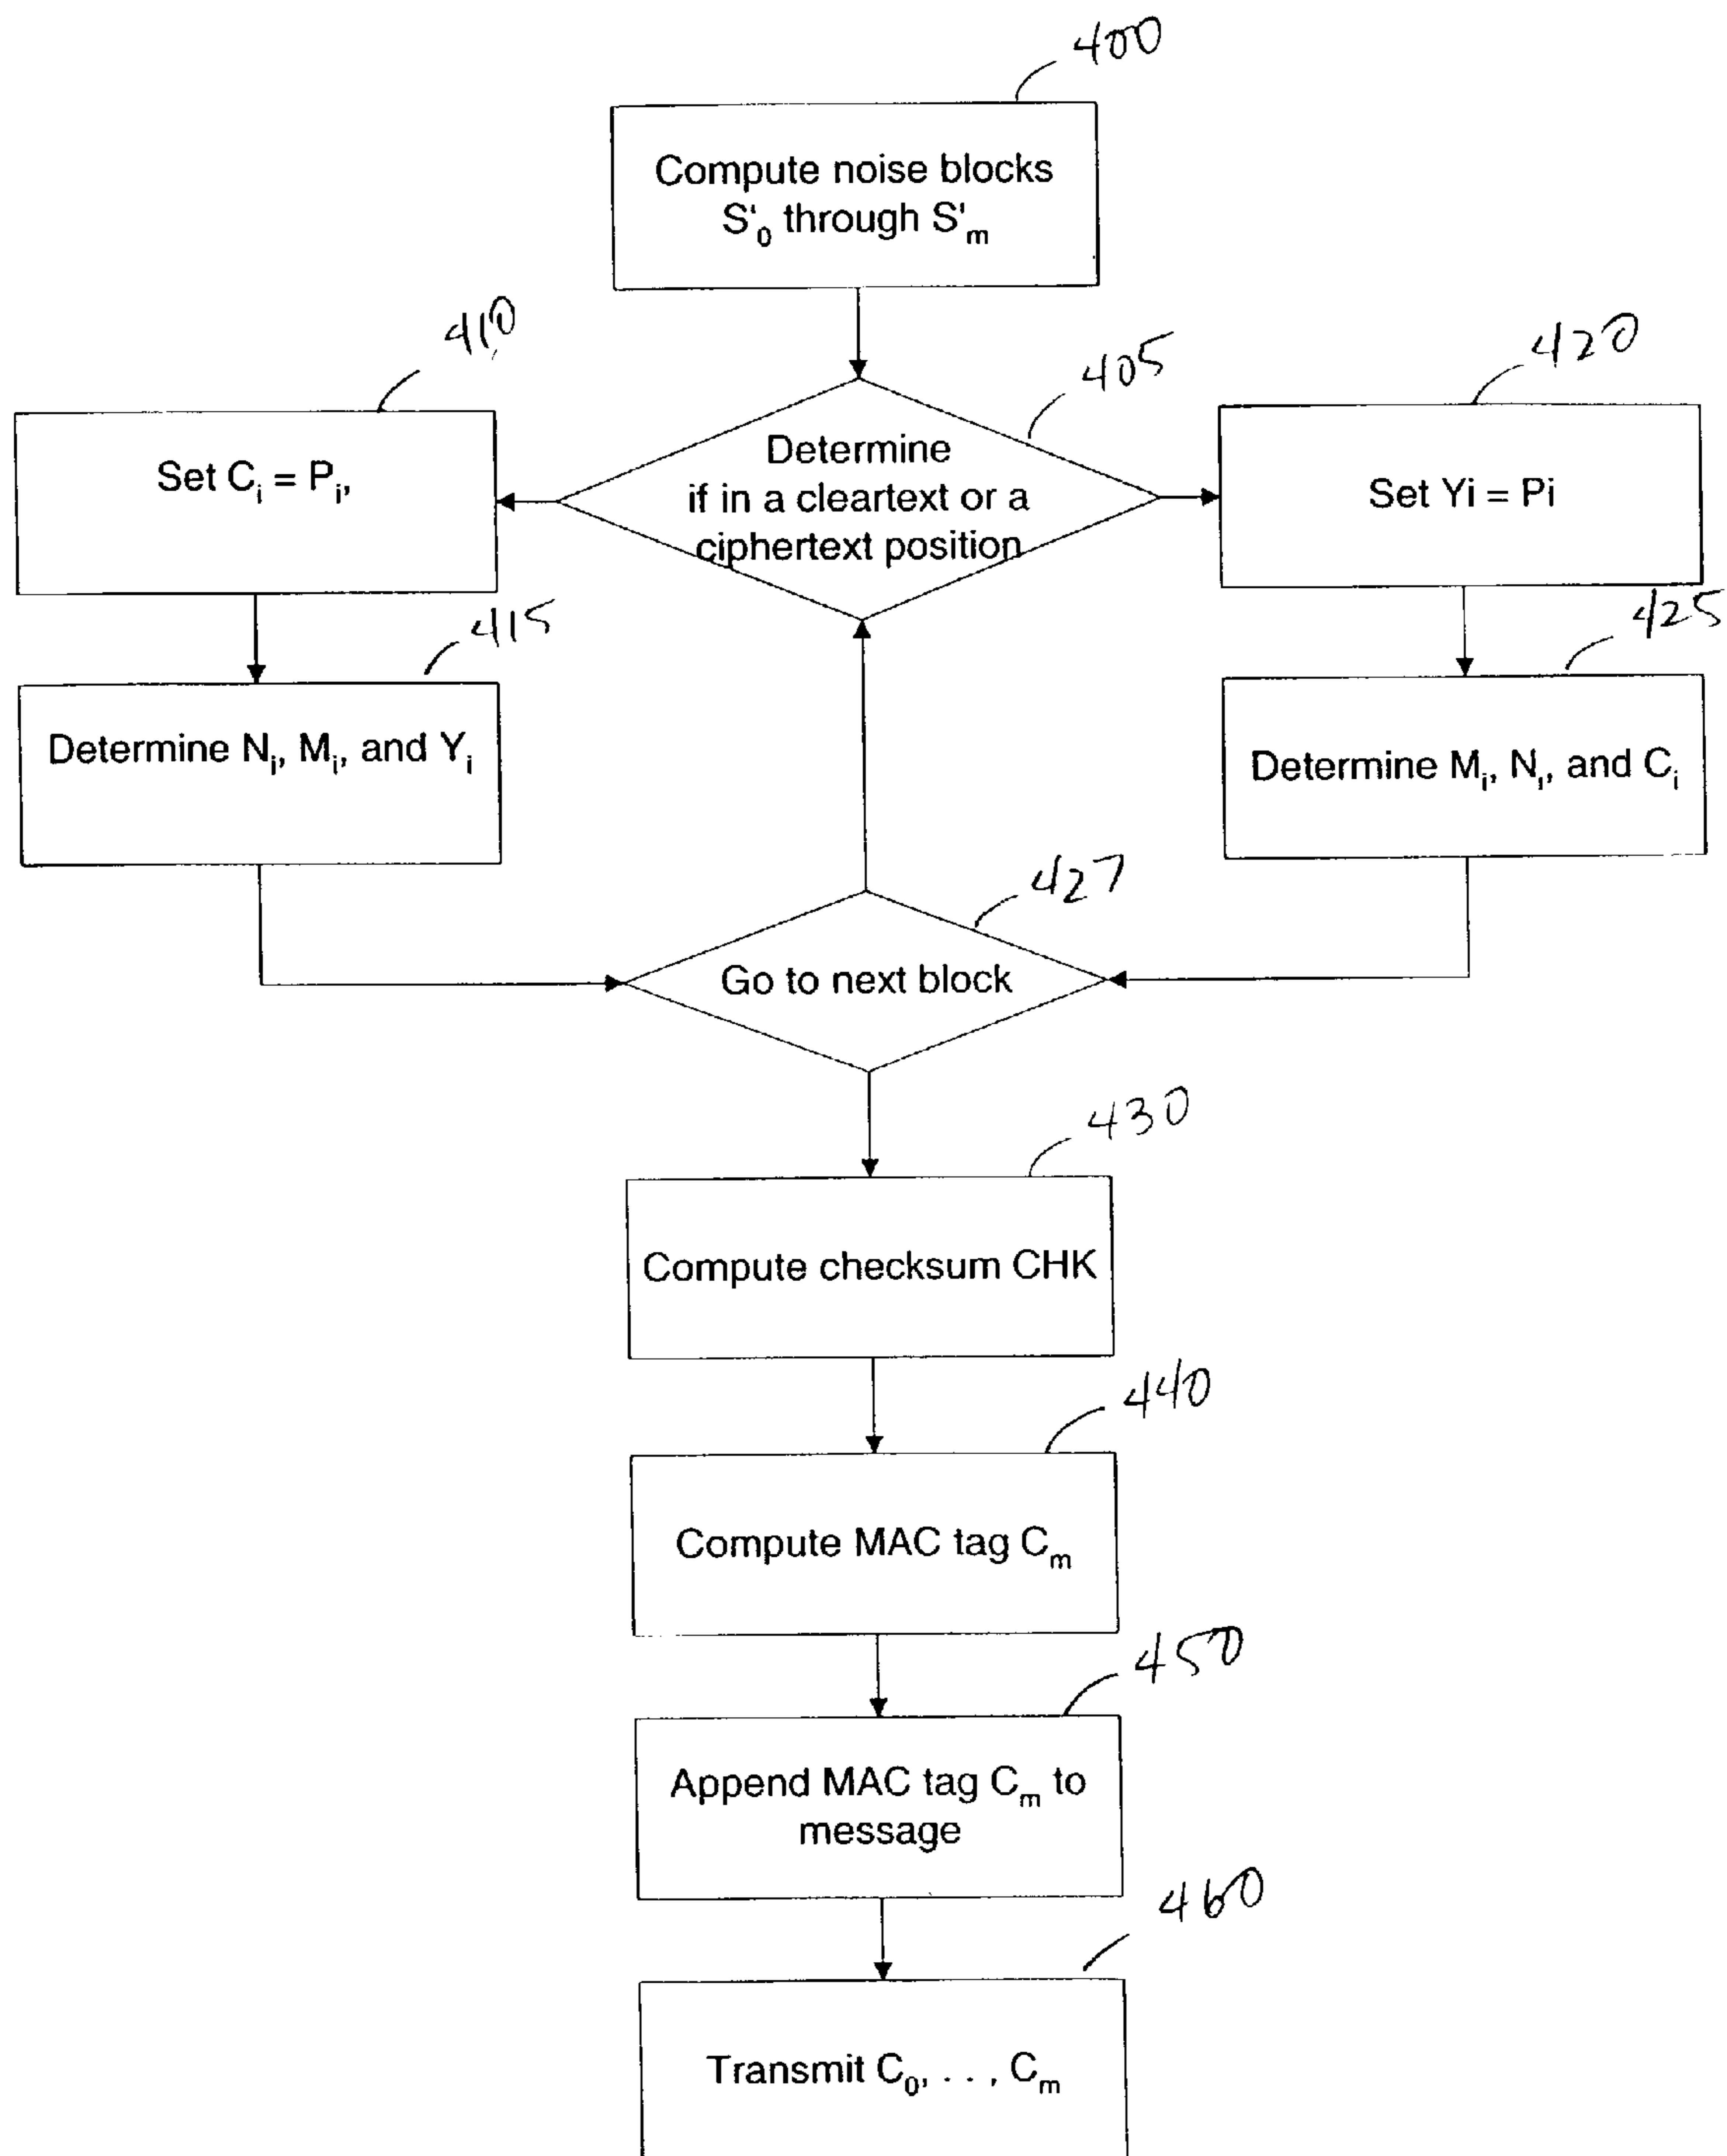 400
Compute noise blocks
S'₀ through S'ₘ
410
405
420
Set Cᵢ = Pᵢ,
Determine
if in a cleartext or a
ciphertext position
Set Yi = Pi
415
425
Determine Nᵢ, Mᵢ, and Yᵢ
Determine Mᵢ, Nᵢ, and Cᵢ
427
Go to next block
430
Compute checksum CHK
440
Compute MAC tag Cₘ
450
Append MAC tag Cₘ to
message
460
Transmit C₀, . . , Cₘ